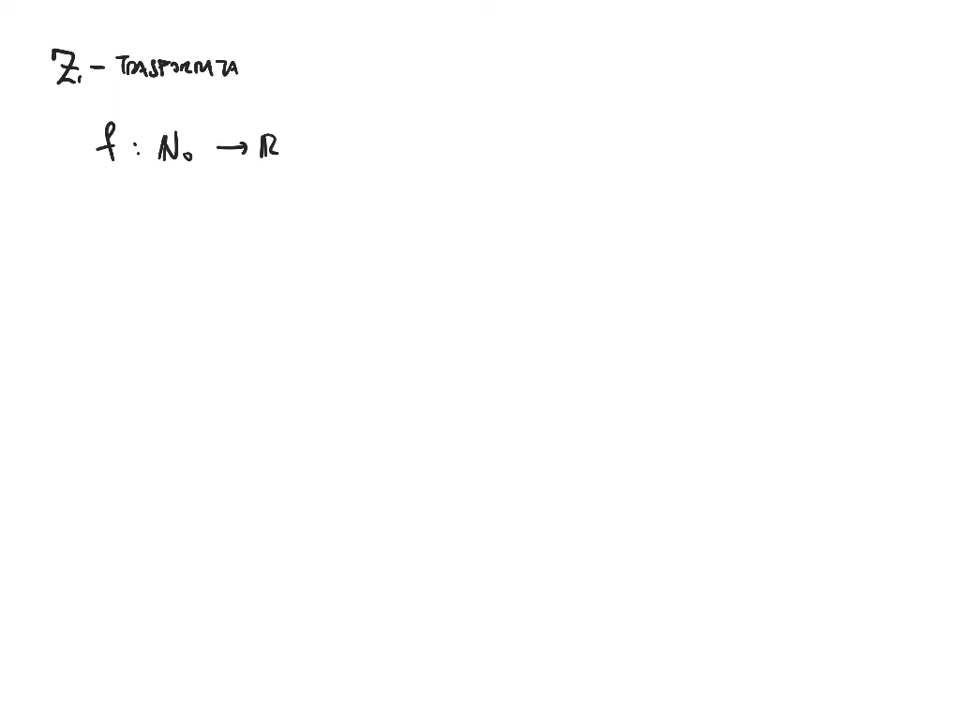 Z - TRASFORMATA
f : ℕ₀ → ℝ